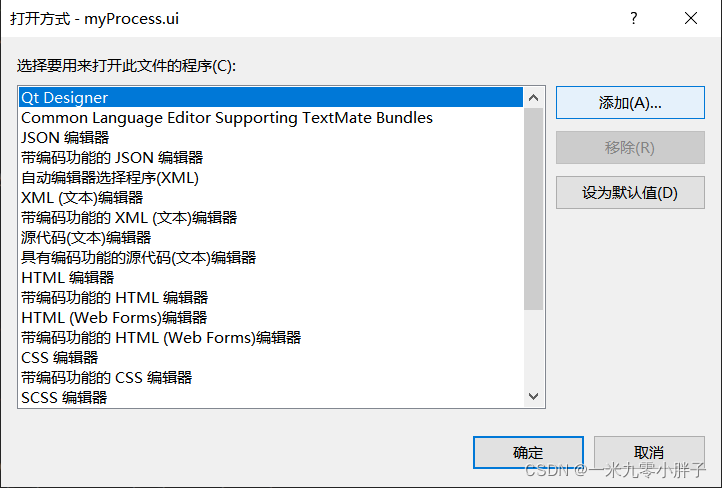 打开方式 - myProcess.ui
?
选择要用来打开此文件的程序(C):
Qt Designer
Common Language Editor Supporting TextMate Bundles
JSON 编辑器
带编码功能的 JSON 编辑器
自动编辑器选择程序(XML)
XML (文本)编辑器
带编码功能的 XML (文本)编辑器
源代码(文本)编辑器
具有编码功能的源代码(文本)编辑器
HTML 编辑器
带编码功能的 HTML 编辑器
HTML (Web Forms)编辑器
带编码功能的 HTML (Web Forms)编辑器
CSS 编辑器
带编码功能的 CSS 编辑器
SCSS 编辑器
添加(A)...
移除(R)
设为默认值(D)
确定
取消
CSDN @一米九零小胖子